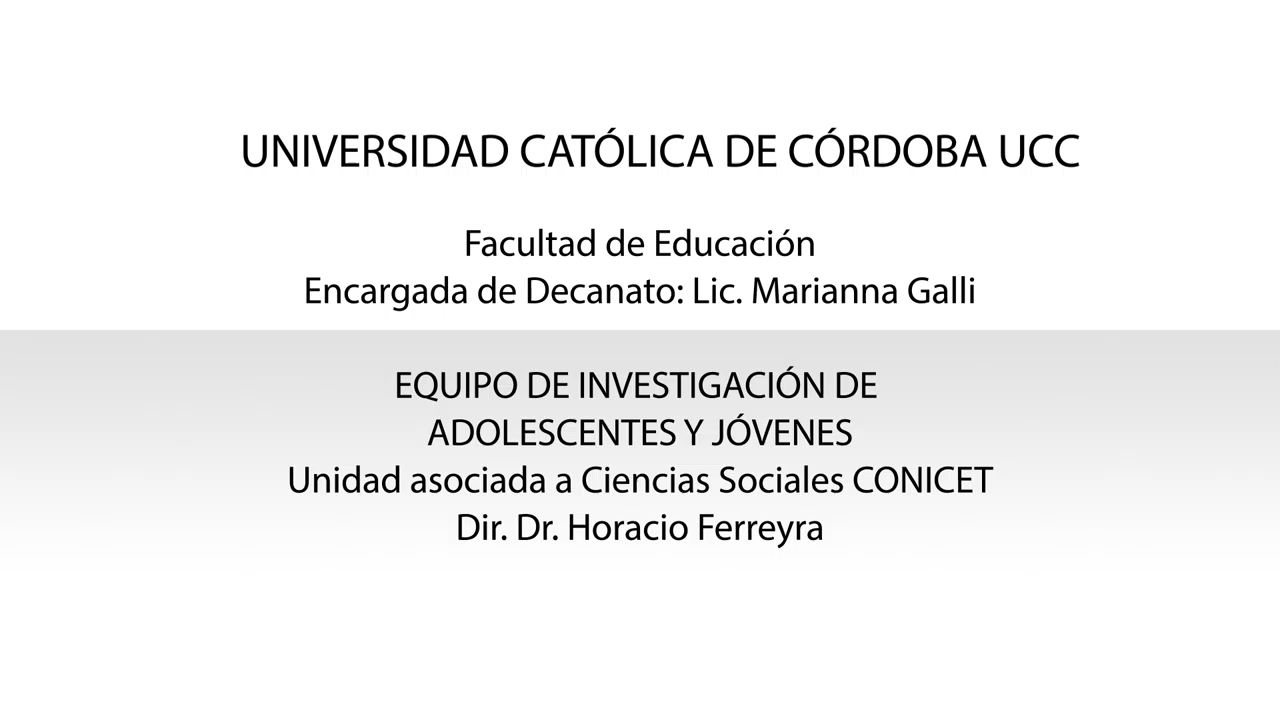 UNIVERSIDAD CATÓLICA DE CÓRDOBA UCC
Facultad de Educación
Encargada de Decanato: Lic. Marianna Galli
EQUIPO DE INVESTIGACIÓN DE
ADOLESCENTES Y JÓVENES
Unidad asociada a Ciencias Sociales CONICET
Dir. Dr. Horacio Ferreyra